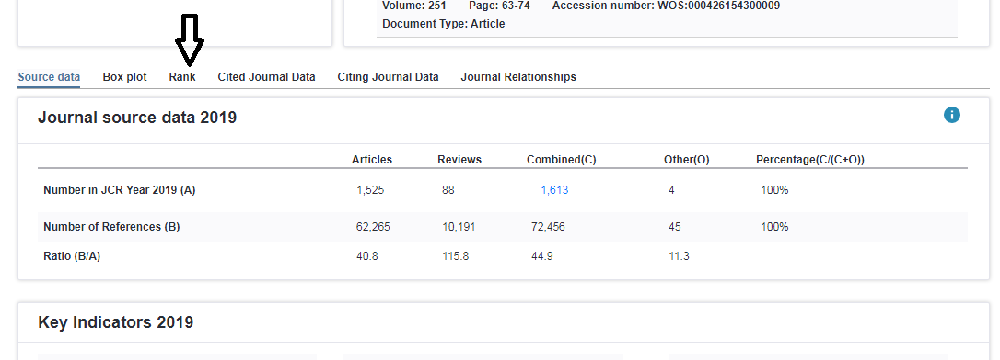 Volume: 251 Page: 63-74 Accession number: WOS:000426154300009
Document Type: Article
Source data Box plot Rank Cited Journal Data Citing Journal Data Journal Relationships
Journal source data 2019
i
Articles Reviews Combined(C) Other(O) Percentage(C/(C+O))
Number in JCR Year 2019 (A) 1,525 88 1,613 4 100%
Number of References (B) 62,265 10,191 72,456 45 100%
Ratio (B/A) 40.8 115.8 44.9 11.3
Key Indicators 2019